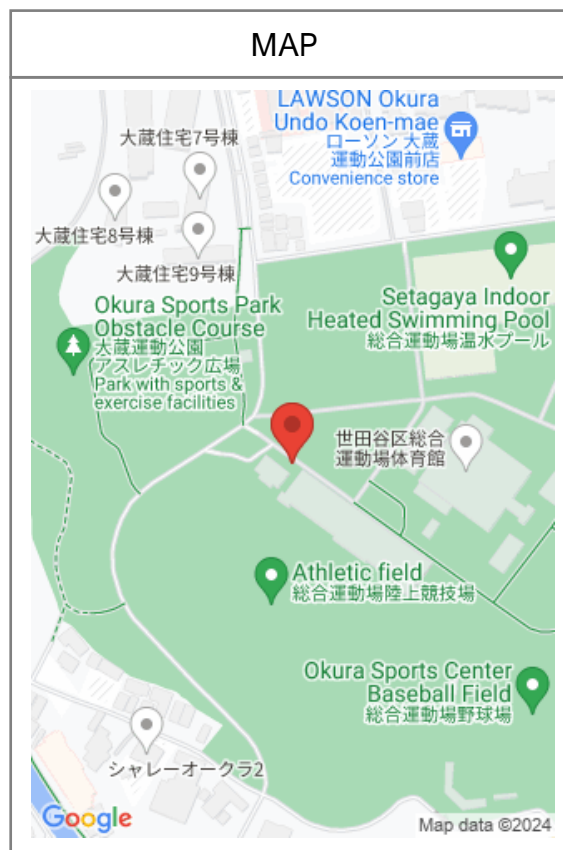 MAP
LAWSON Okura
Undo Koen-mae
ローソン 大蔵
運動公園前店
Convenience store
大蔵住宅7号棟
大蔵住宅8号棟
大蔵住宅9号棟
Setagaya Indoor
Heated Swimming Pool
総合運動場温水プール
Okura Sports Park
Obstacle Course
大蔵運動公園
アスレチック広場
Park with sports &
exercise facilities
世田谷区総合
運動場体育館
Athletic field
総合運動場陸上競技場
Okura Sports Center
Baseball Field
総合運動場野球場
シャレーオークラ2
Google
Map data ©2024